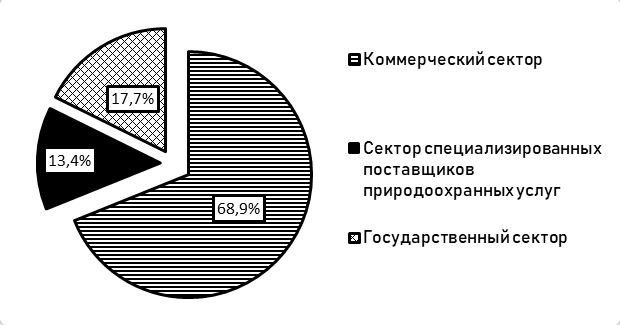 17,7%
13,4%
68,9%
Коммерческий сектор
Сектор специализированных
поставщиков
природоохранных услуг
Государственный сектор